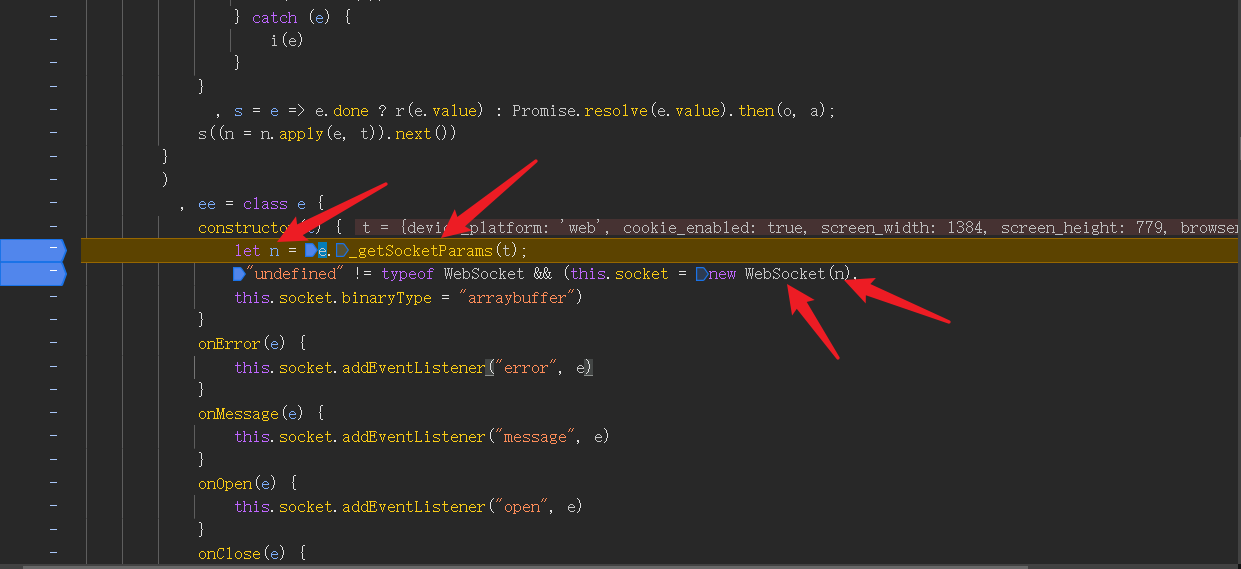 } catch (e) {
i(e)
}
}
, s = e => e.done ? r(e.value) : Promise.resolve(e.value).then(o, a);
s((n = n.apply(e, t)).next())
}
)
, ee = class e {
constructor( ) { t = {device_platform: 'web', cookie_enabled: true, screen_width: 1384, screen_height: 779, browser
let n = e._getSocketParams(t);
"undefined" != typeof WebSocket && (this.socket = new WebSocket(n),
this.socket.binaryType = "arraybuffer")
}
onError(e) {
this.socket.addEventListener("error", e)
}
onMessage(e) {
this.socket.addEventListener("message", e)
}
onOpen(e) {
this.socket.addEventListener("open", e)
}
onClose(e) {